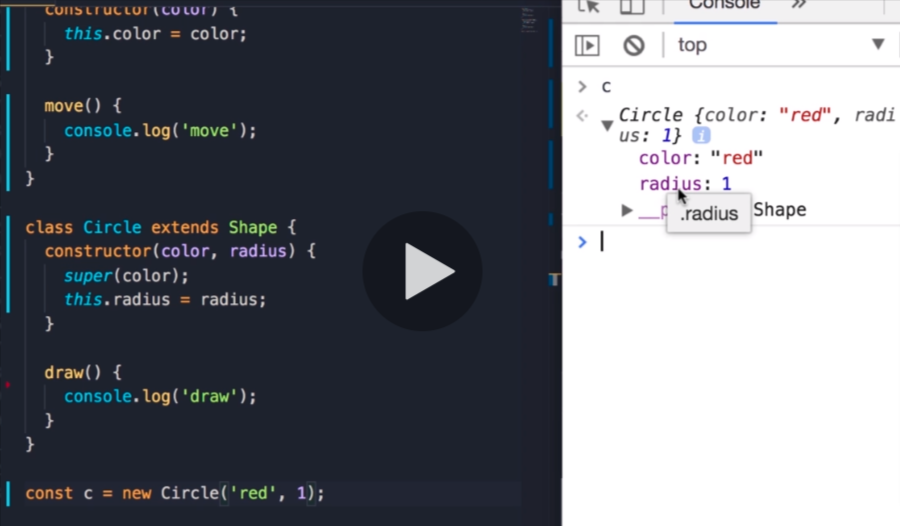 constructor(color) {
this.color = color;
}
move() {
console.log('move');
}
}
class Circle extends Shape {
constructor(color, radius) {
super(color);
this.radius = radius;
}
draw() {
console.log('draw');
}
}
const c = new Circle('red', 1);
Console »
top ▼
> c
Circle {color: "red", radi
us: 1} i
color: "red"
radius: 1
__p Shape
.radius
>